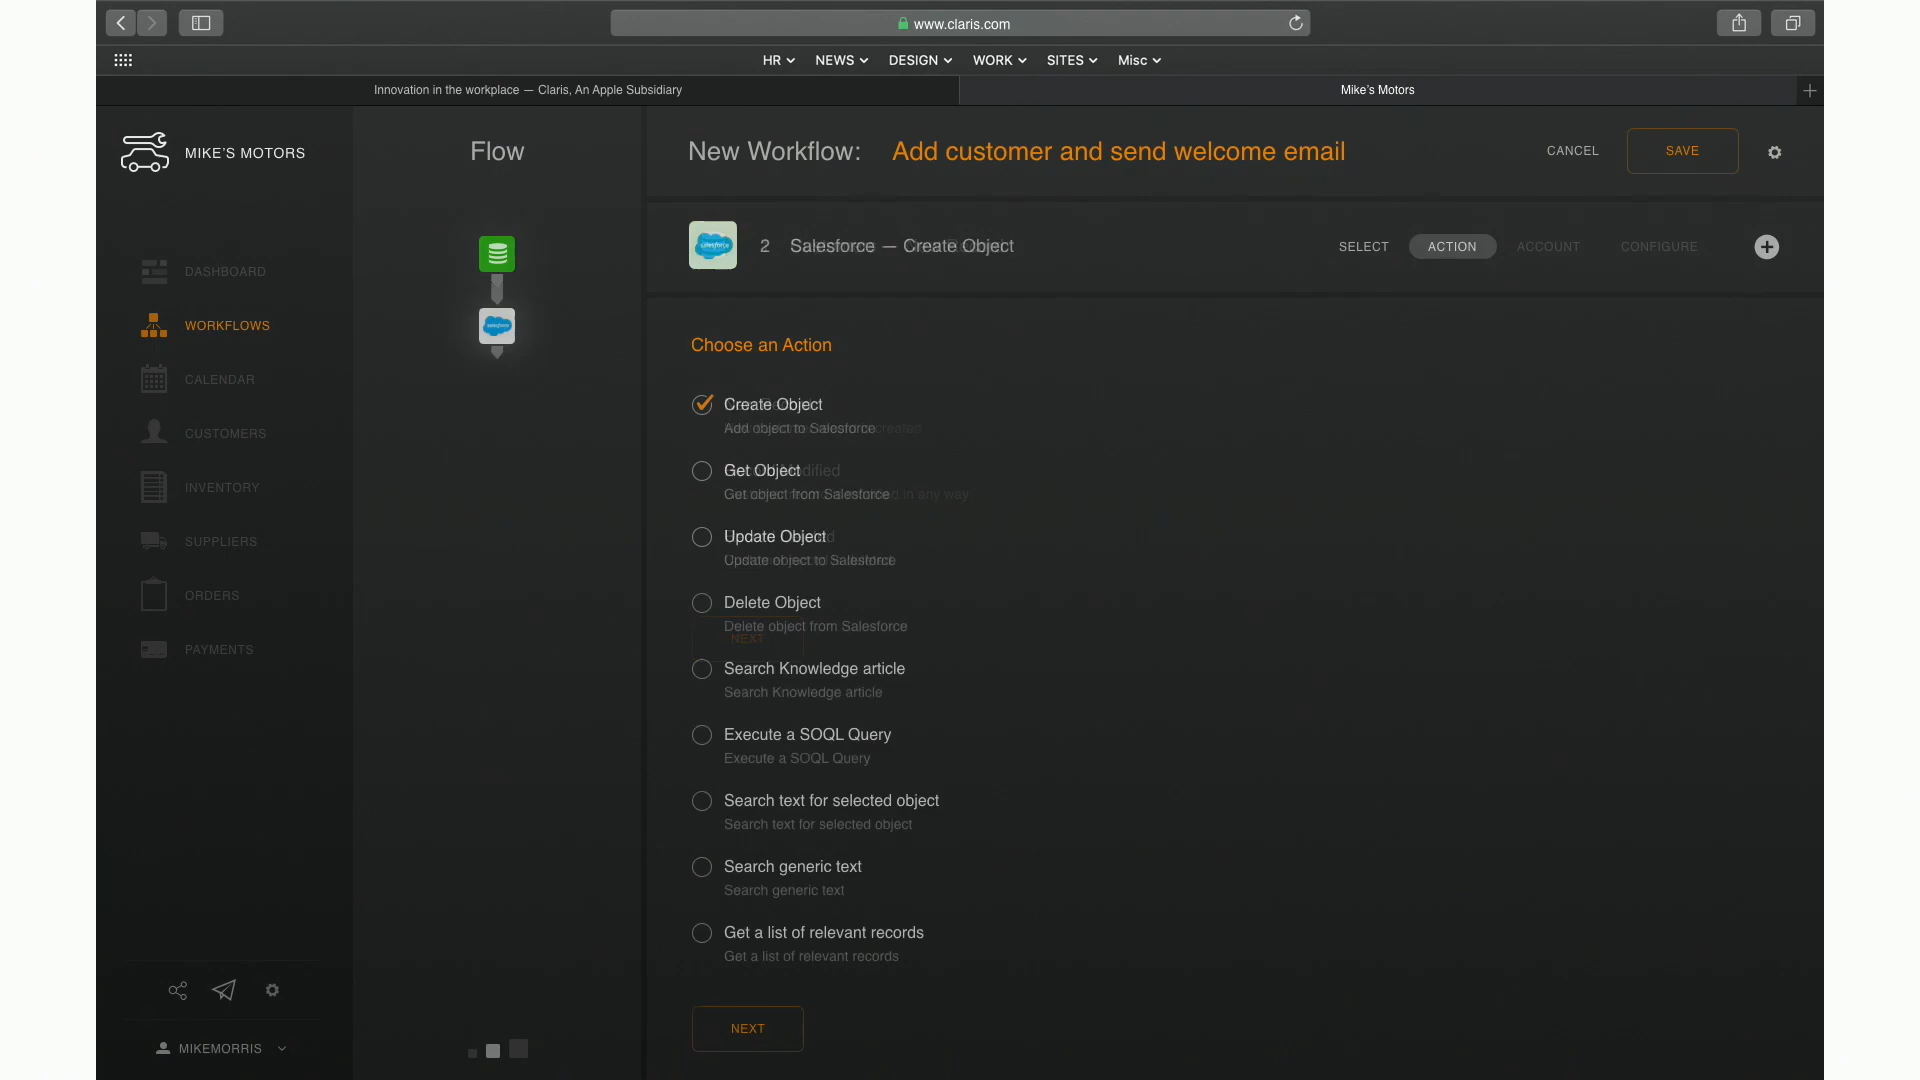 www.claris.com
HR NEWS DESIGN WORK SITES Misc
Innovation in the workplace — Claris, An Apple Subsidiary
Mike's Motors
MIKE'S MOTORS
DASHBOARD
WORKFLOWS
CALENDAR
CUSTOMERS
INVENTORY
SUPPLIERS
ORDERS
PAYMENTS
MIKEMORRIS
Flow
salesforce
New Workflow: Add customer and send welcome email
CANCEL
SAVE
salesforce
2 Salesforce — Create Object
SELECT ACTION ACCOUNT CONFIGURE
Choose an Action
Create Object
Add object to Salesforce
Get Object
Get object from Salesforce
Update Object
Update object to Salesforce
Delete Object
Delete object from Salesforce
NEXT
Search Knowledge article
Search Knowledge article
Execute a SOQL Query
Execute a SOQL Query
Search text for selected object
Search text for selected object
Search generic text
Search generic text
Get a list of relevant records
Get a list of relevant records
NEXT